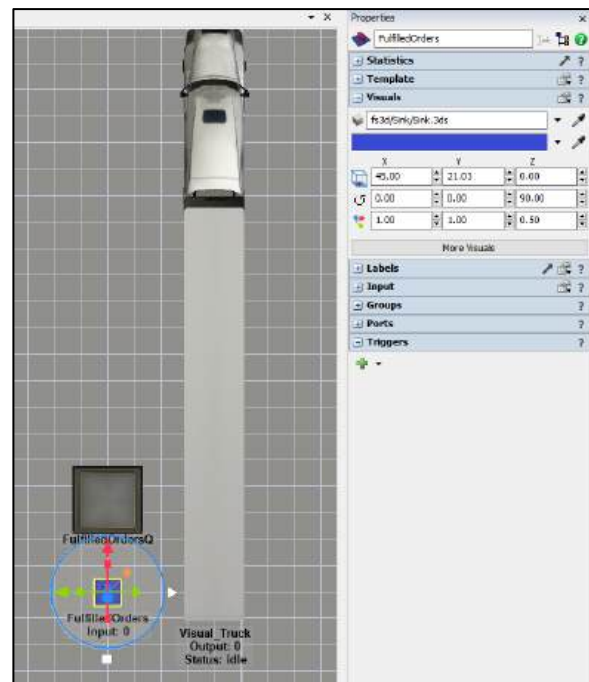 Properties
FulfilledOrders
Statistics
?
Template
?
Visuals
?
fs3d/Sink/Sink.3ds
X Y Z
45.00 21.03 0.00
0.00 0.00 90.00
1.00 1.00 0.50
More Visuals
Labels
?
Input
?
Groups
?
Ports
?
Triggers
?
FulfilledOrdersQ
FulfilledOrders
Input: 0
Visual_Truck
Output: 0
Status: idle